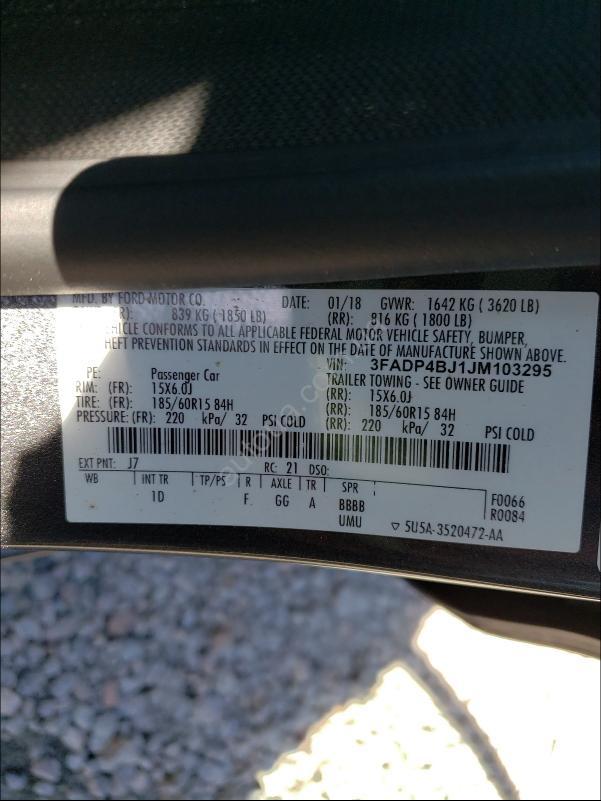 MFD. BY FORD MOTOR CO. DATE: 01/18 GVWR: 1642 KG ( 3620 LB)
839 KG ( 1850 LB) (RR): 816 KG ( 1800 LB)
VEHICLE CONFORMS TO ALL APPLICABLE FEDERAL MOTOR VEHICLE SAFETY, BUMPER,
THEFT PREVENTION STANDARDS IN EFFECT ON THE DATE OF MANUFACTURE SHOWN ABOVE.
VIN: 3FADP4BJ1JM103295
PE: Passenger Car TRAILER TOWING - SEE OWNER GUIDE
RIM: (FR): 15X6.0J (RR): 15X6.0J
TIRE: (FR): 185/60R15 84H (RR): 185/60R15 84H
PRESSURE: (FR): 220 kPa/ 32 PSI COLD (RR): 220 kPa/ 32 PSI COLD
EXT PNT: J7 RC: 21 DSO:
WB INT TR TP/PS R AXLE TR SPR F0066
1D F GG A BBBB R0084
UMU ▽ 5U5A-3520472-AA